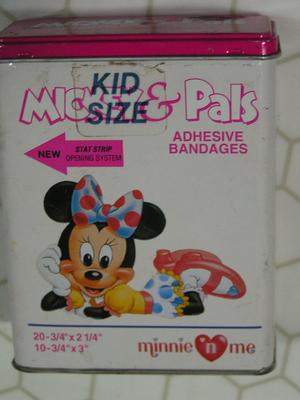 KID
SIZE
Mickey & Pals
ADHESIVE
BANDAGES
NEW
STAT STRIP
OPENING SYSTEM
20-3/4" x 2 1/4"
10-3/4" x 3"
minnie 'n me